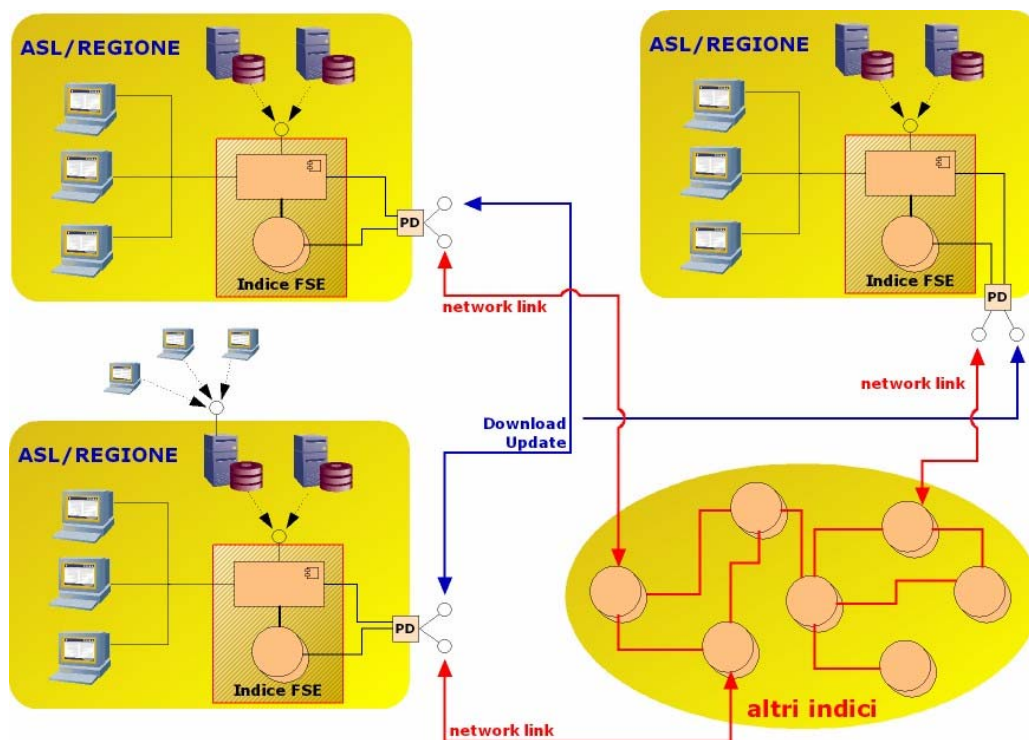 ASL/REGIONE
PD
Indice FSE
network link
ASL/REGIONE
Indice FSE
PD
network link
Download
Update
ASL/REGIONE
PD
Indice FSE
network link
altri indici